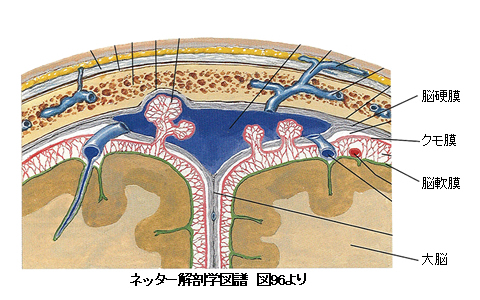 脳硬膜
クモ膜
脳軟膜
大脳
ネッター解剖学図譜　図96より